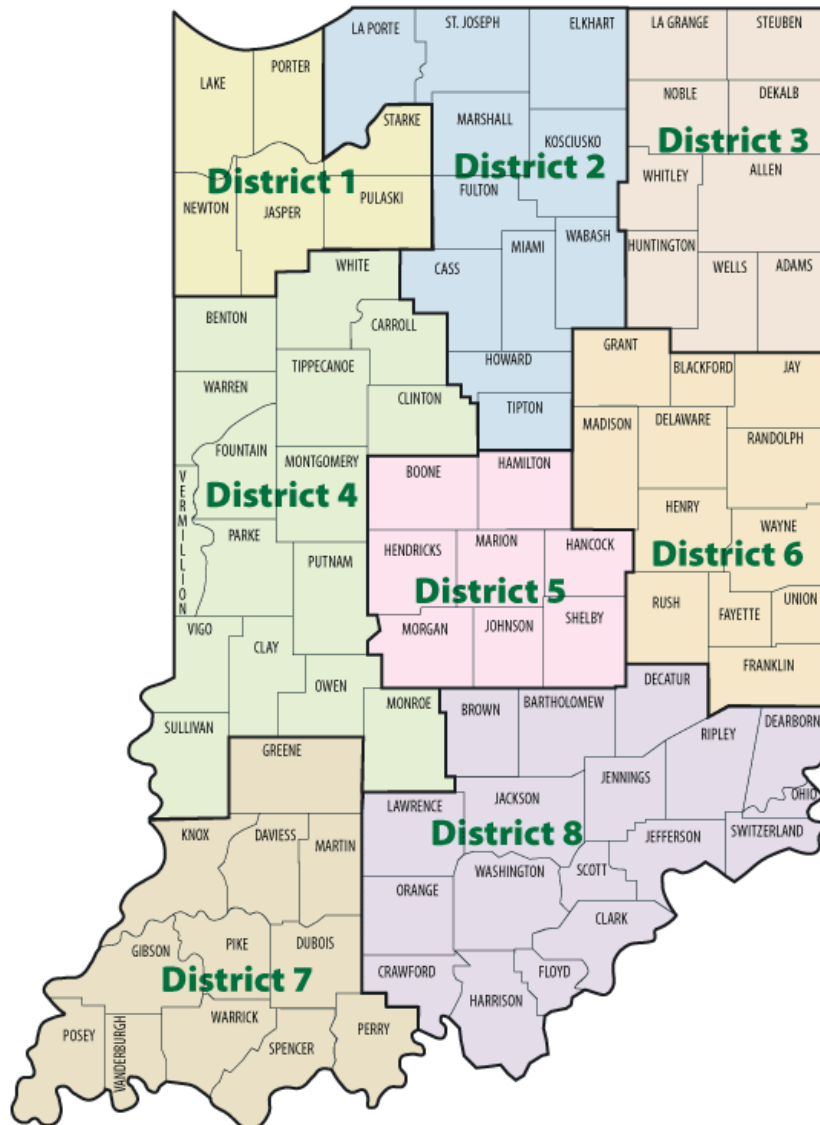 LA PORTE
ST. JOSEPH
ELKHART
LA GRANGE
STEUBEN
LAKE
PORTER
NOBLE
DEKALB
STARKE
MARSHALL
KOSCIUSKO
District 3
District 2
WHITLEY
ALLEN
District 1
FULTON
PULASKI
NEWTON
JASPER
WABASH
MIAMI
HUNTINGTON
WHITE
CASS
WELLS
ADAMS
BENTON
CARROLL
GRANT
HOWARD
TIPPECANOE
BLACKFORD
JAY
WARREN
CLINTON
TIPTON
MADISON
DELAWARE
RANDOLPH
FOUNTAIN
MONTGOMERY
BOONE
HAMILTON
VERMILLION
District 4
HENRY
PARKE
WAYNE
HENDRICKS
MARION
HANCOCK
District 6
PUTNAM
District 5
RUSH
UNION
FAYETTE
VIGO
MORGAN
JOHNSON
SHELBY
CLAY
FRANKLIN
OWEN
DECATUR
MONROE
BROWN
BARTHOLOMEW
SULLIVAN
RIPLEY
DEARBORN
GREENE
JENNINGS
JACKSON
OHIO
LAWRENCE
KNOX
DAVIESS
MARTIN
District 8
JEFFERSON
SWITZERLAND
WASHINGTON
SCOTT
ORANGE
CLARK
GIBSON
PIKE
DUBOIS
District 7
CRAWFORD
FLOYD
HARRISON
WARRICK
POSEY
VANDERBURGH
SPENCER
PERRY